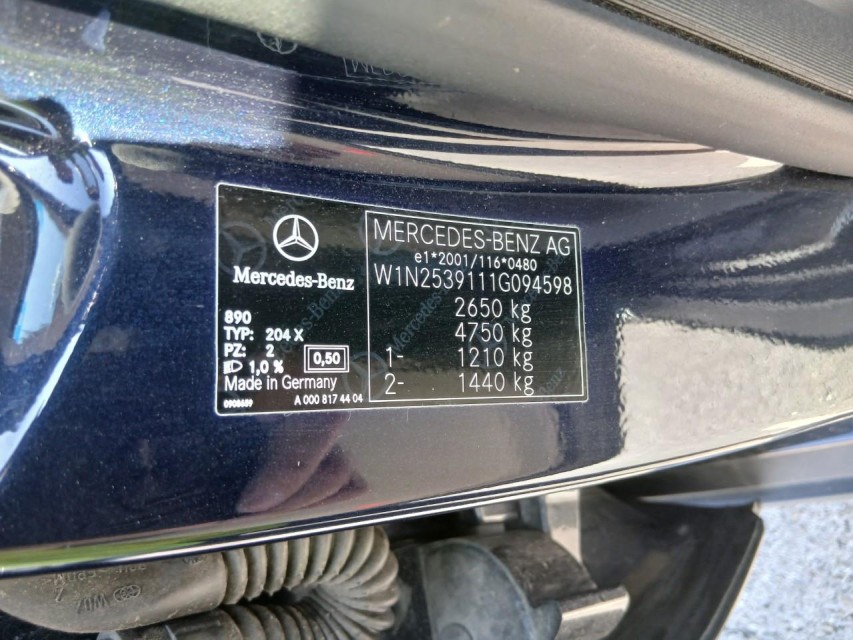 Mercedes-Benz
890
TYP: 204 X
PZ: 2
1,0 %
0,50
Made in Germany
0908689
A 000 817 44 04
MERCEDES-BENZ AG
e1*2001/116*0480
W1N2539111G094598
2650 kg
4750 kg
1- 1210 kg
2- 1440 kg